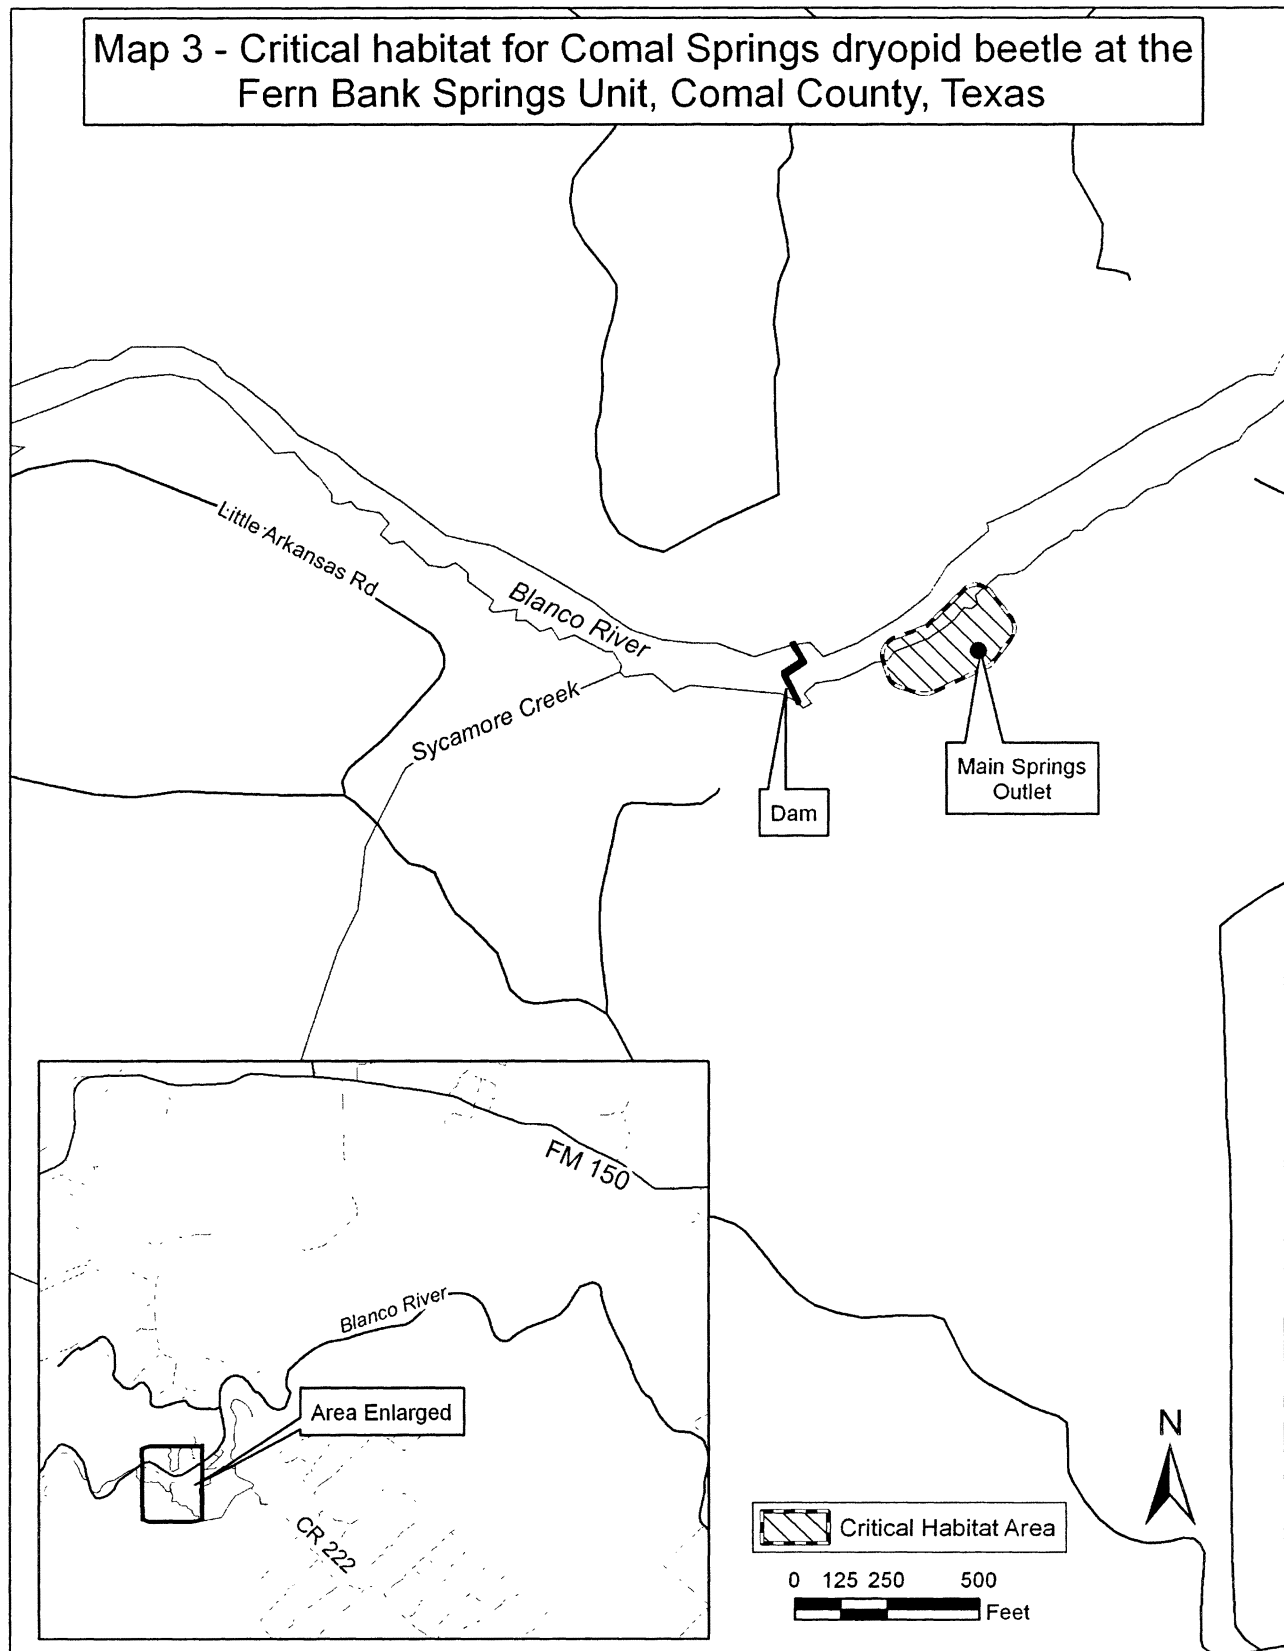 Map 3 - Critical habitat for Comal Springs dryopid beetle at the
Fern Bank Springs Unit, Comal County, Texas
Little Arkansas Rd
Blanco River
Sycamore Creek
Main Springs
Outlet
Dam
FM 150
Blanco River
Area Enlarged
CR 222
N
Critical Habitat Area
0 125 250 500
Feet